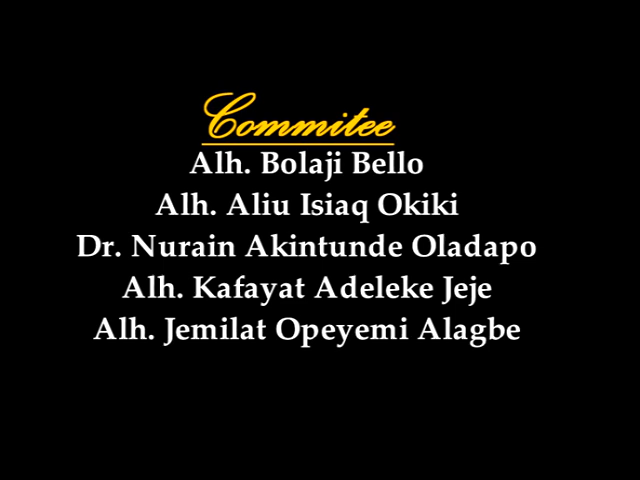 Commitee
Alh. Bolaji Bello
Alh. Aliu Isiaq Okiki
Dr. Nurain Akintunde Oladapo
Alh. Kafayat Adeleke Jeje
Alh. Jemilat Opeyemi Alagbe